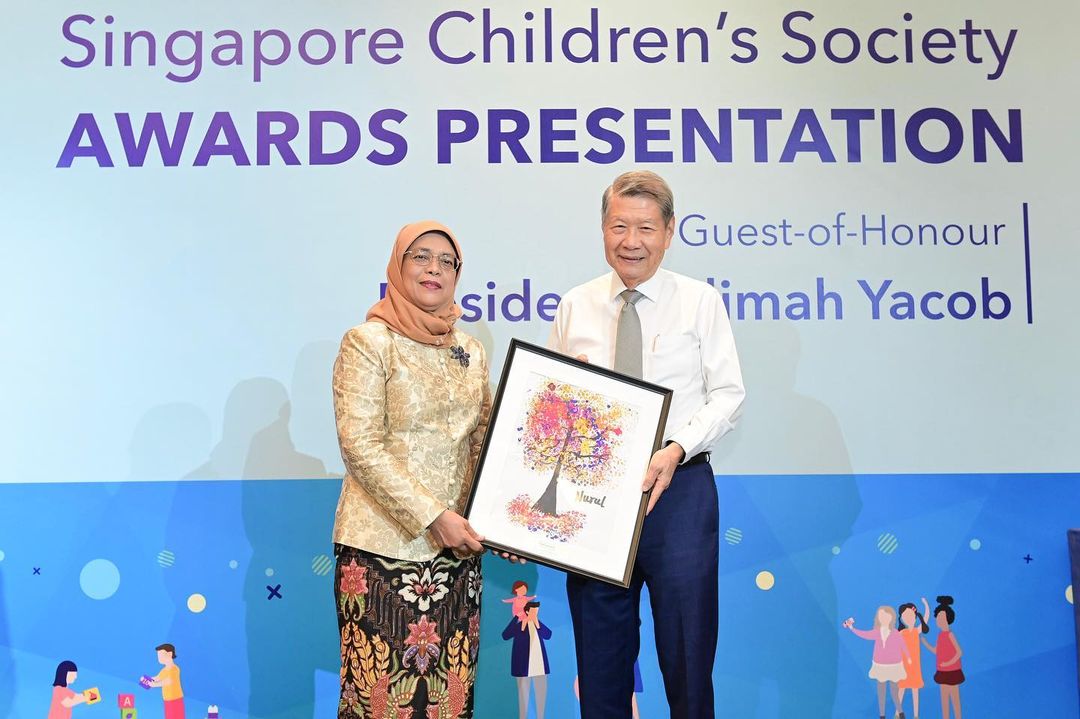 Singapore Children's Society
AWARDS PRESENTATION
Guest-of-Honour
Yacob
Nurul
A